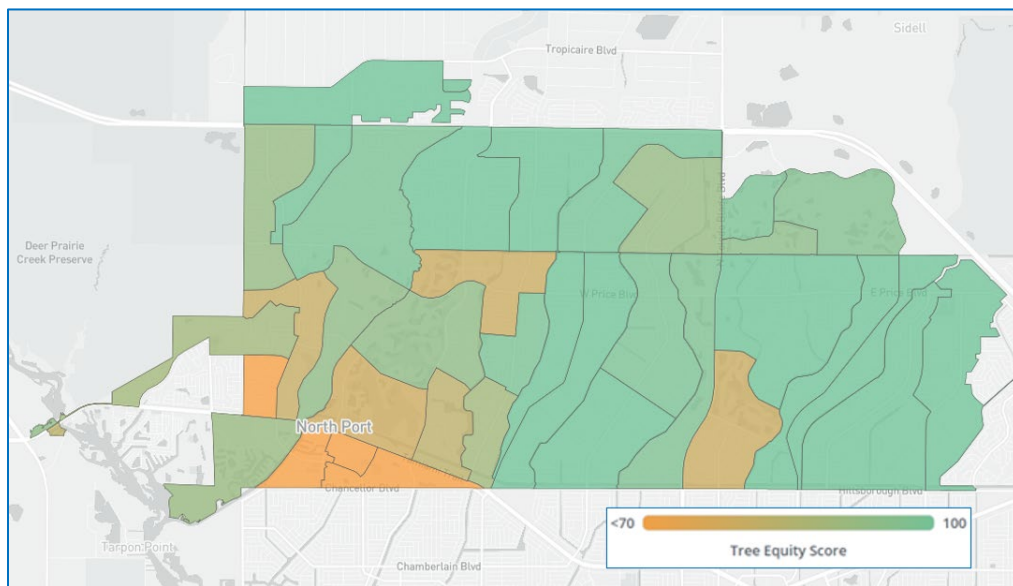 Sidell
Tropicaire Blvd
Deer Prairie
Creek Preserve
W Price Blvd
E Price Blvd
North Port
Chancellor Blvd
Hillsborough Blvd
Tarpon Point
Chamberlain Blvd
<70
100
Tree Equity Score